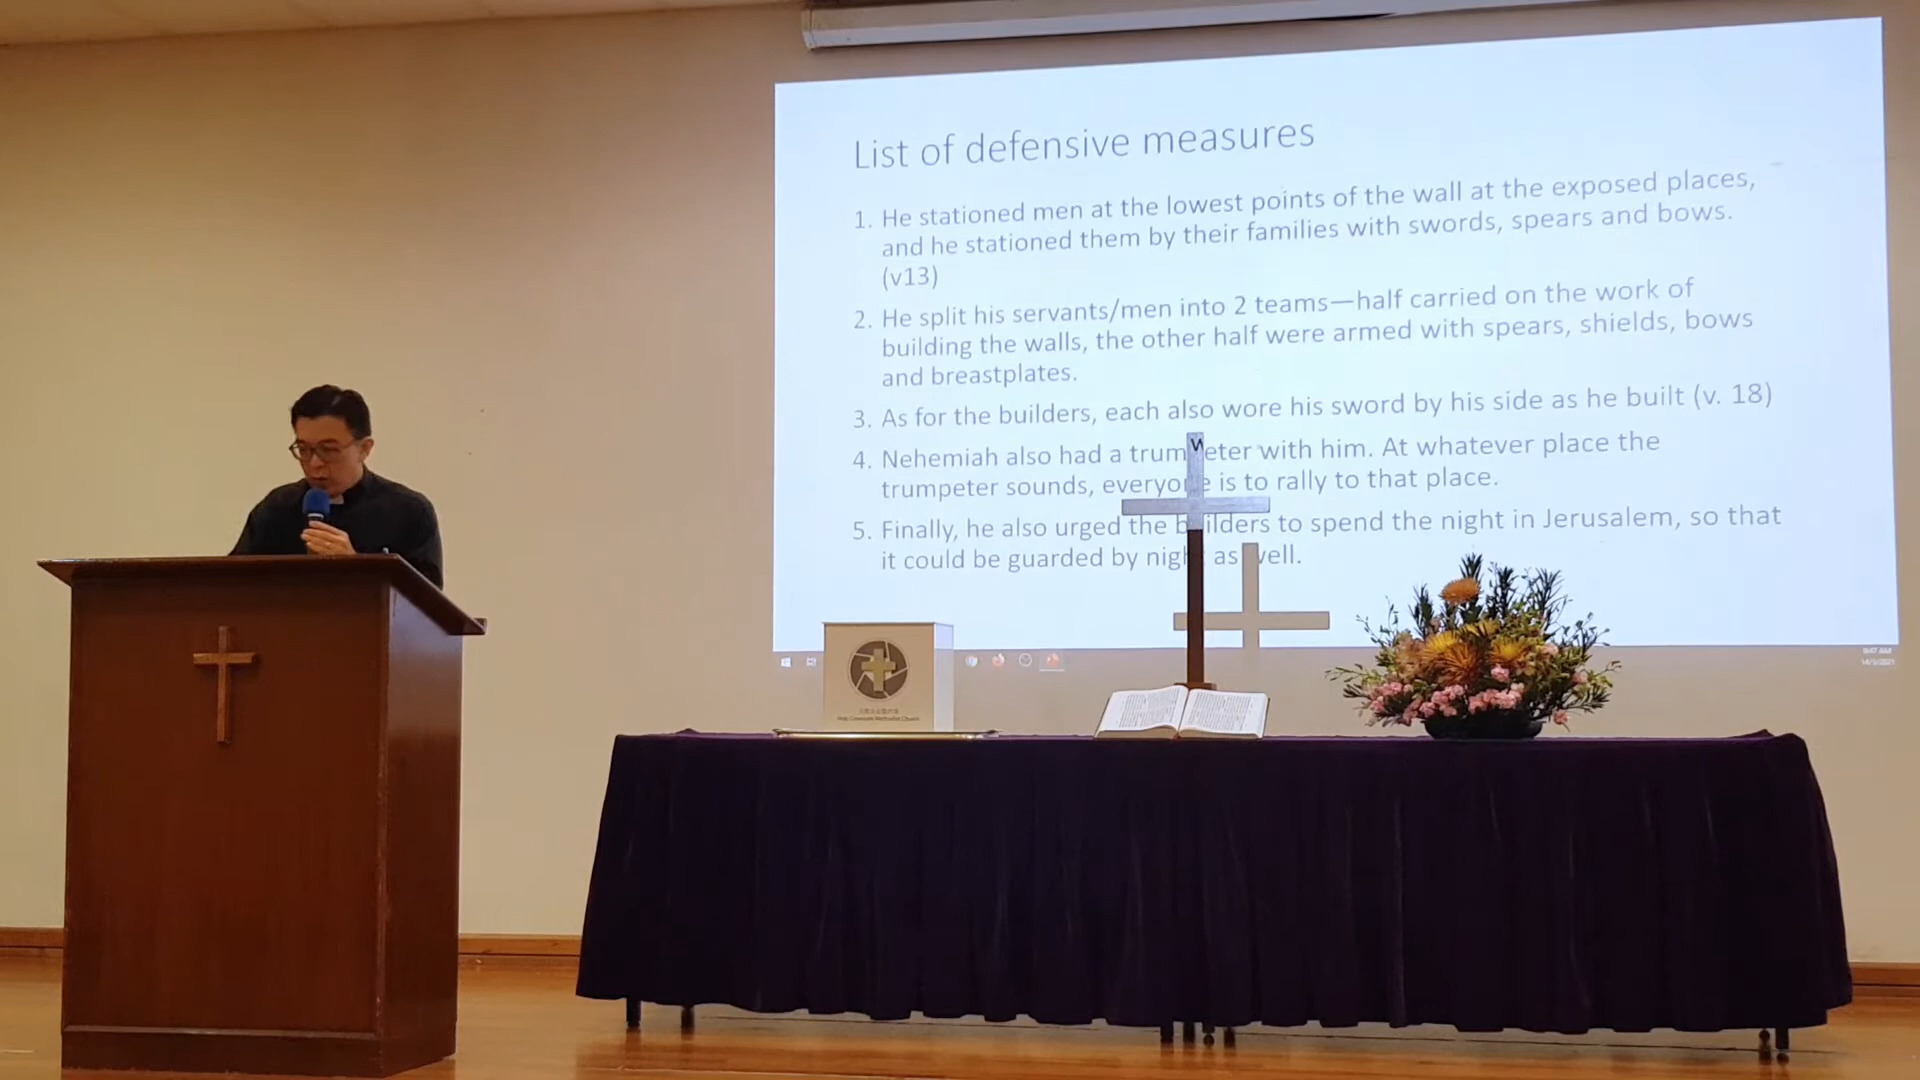 List of defensive measures
1. He stationed men at the lowest points of the wall at the exposed places,
and he stationed them by their families with swords, spears and bows.
(v13)
2. He split his servants/men into 2 teams—half carried on the work of
building the walls, the other half were armed with spears, shields, bows
and breastplates.
3. As for the builders, each also wore his sword by his side as he built (v. 18)
4. Nehemiah also had a trumpeter with him. At whatever place the
trumpeter sounds, everyone is to rally to that place.
5. Finally, he also urged the builders to spend the night in Jerusalem, so that
it could be guarded by night as well.
Holy Covenant Methodist Church